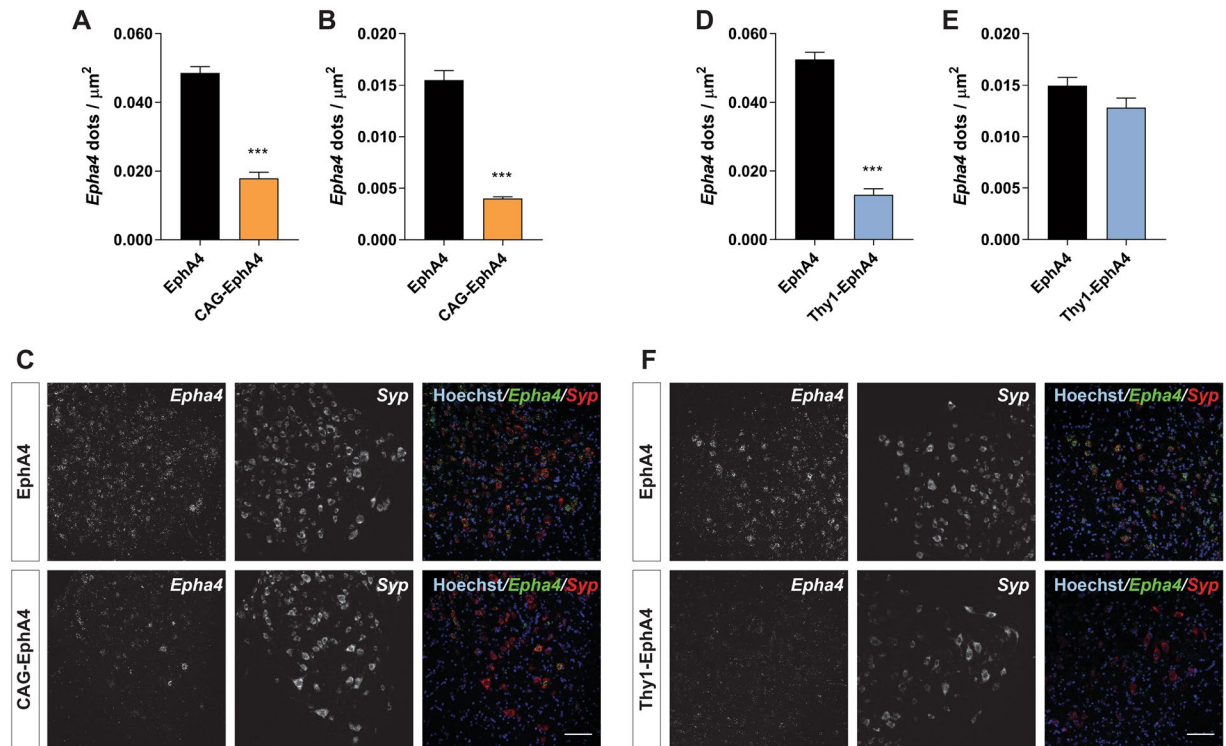 A
Epha4 dots / μm²
0.060
0.040
0.020
0.000
***
EphA4
CAG-EphA4
B
Epha4 dots / μm²
0.020
0.015
0.010
0.005
0.000
***
EphA4
CAG-EphA4
D
Epha4 dots / μm²
0.060
0.040
0.020
0.000
***
EphA4
Thy1-EphA4
E
Epha4 dots / μm²
0.020
0.015
0.010
0.005
0.000
EphA4
Thy1-EphA4
C
EphA4
Epha4
Syp
Hoechst/Epha4/Syp
CAG-EphA4
Epha4
Syp
Hoechst/Epha4/Syp
F
EphA4
Epha4
Syp
Hoechst/Epha4/Syp
Thy1-EphA4
Epha4
Syp
Hoechst/Epha4/Syp